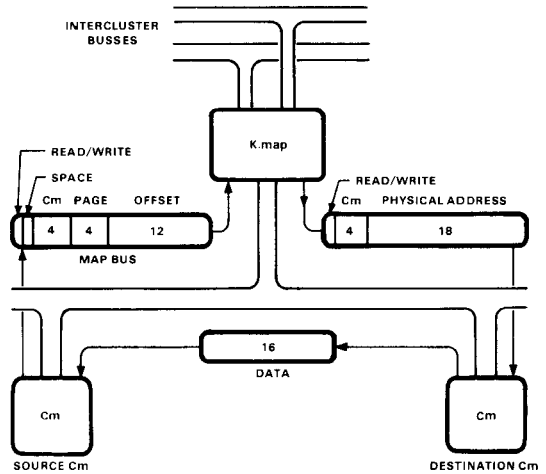 INTERCLUSTER
BUSSES
K.map
READ/WRITE
SPACE
Cm PAGE OFFSET
4 4 12
MAP BUS
READ/WRITE
Cm PHYSICAL ADDRESS
4 18
16
DATA
Cm
SOURCE Cm
Cm
DESTINATION Cm